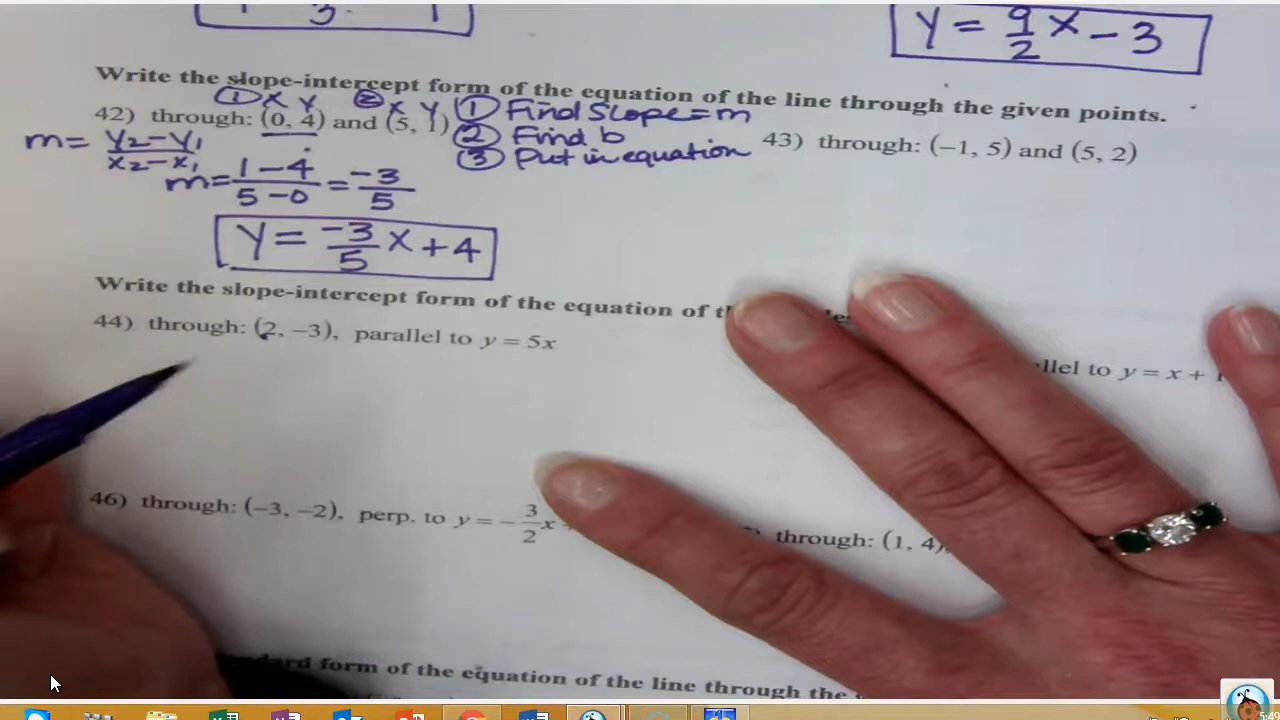 y = 9/2 x - 3
Write the slope-intercept form of the equation of the line through the given points.
① X Y ② X Y
42) through: (0, 4) and (5, 1)
① Find Slope = m
② Find b
③ Put in equation
m = Y2-Y1 / X2-X1
m = 1-4 / 5-0 = -3/5
Y = -3/5 X + 4
43) through: (−1, 5) and (5, 2)
Write the slope-intercept form of the equation of
44) through: (2, −3), parallel to y = 5x
to y = x +
46) through: (−3, −2), perp. to y = −3/2 x
through: (1, 4)
form of the equation of the line through the